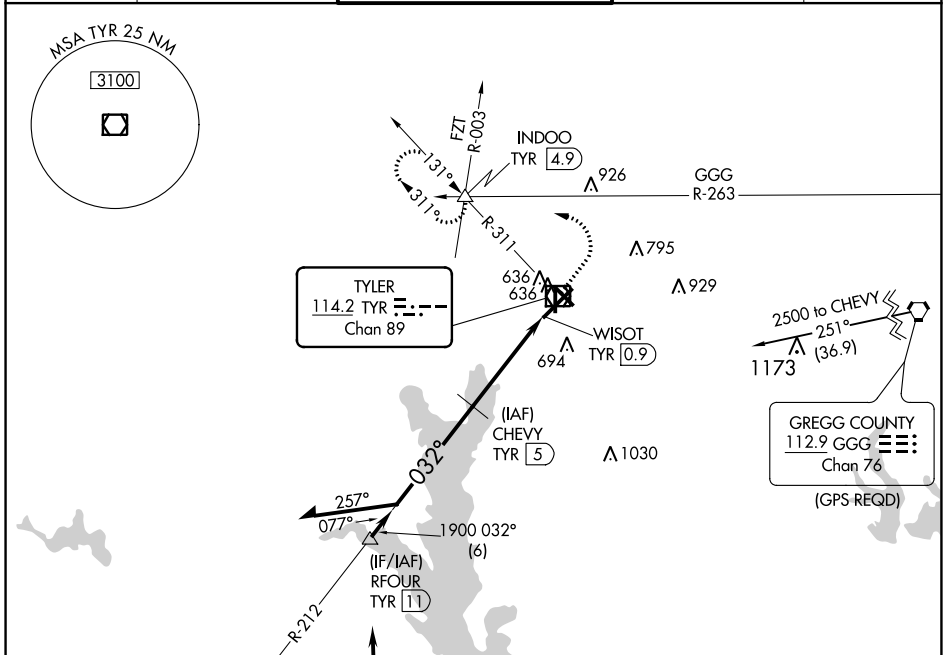 MSA TYR 25 NM
3100
FZT
R-003
INDOO
TYR 4.9
131°
311°
926
GGG
R-263
R-311
795
TYLER
114.2 TYR
Chan 89
636
636
929
WISOT
TYR 0.9
694
2500 to CHEVY
251°
(36.9)
1173
(IAF)
CHEVY
TYR 5
1030
GREGG COUNTY
112.9 GGG
Chan 76
(GPS REQD)
032°
257°
077°
1900 032°
(6)
(IF/IAF)
RFOUR
TYR 11
R-212